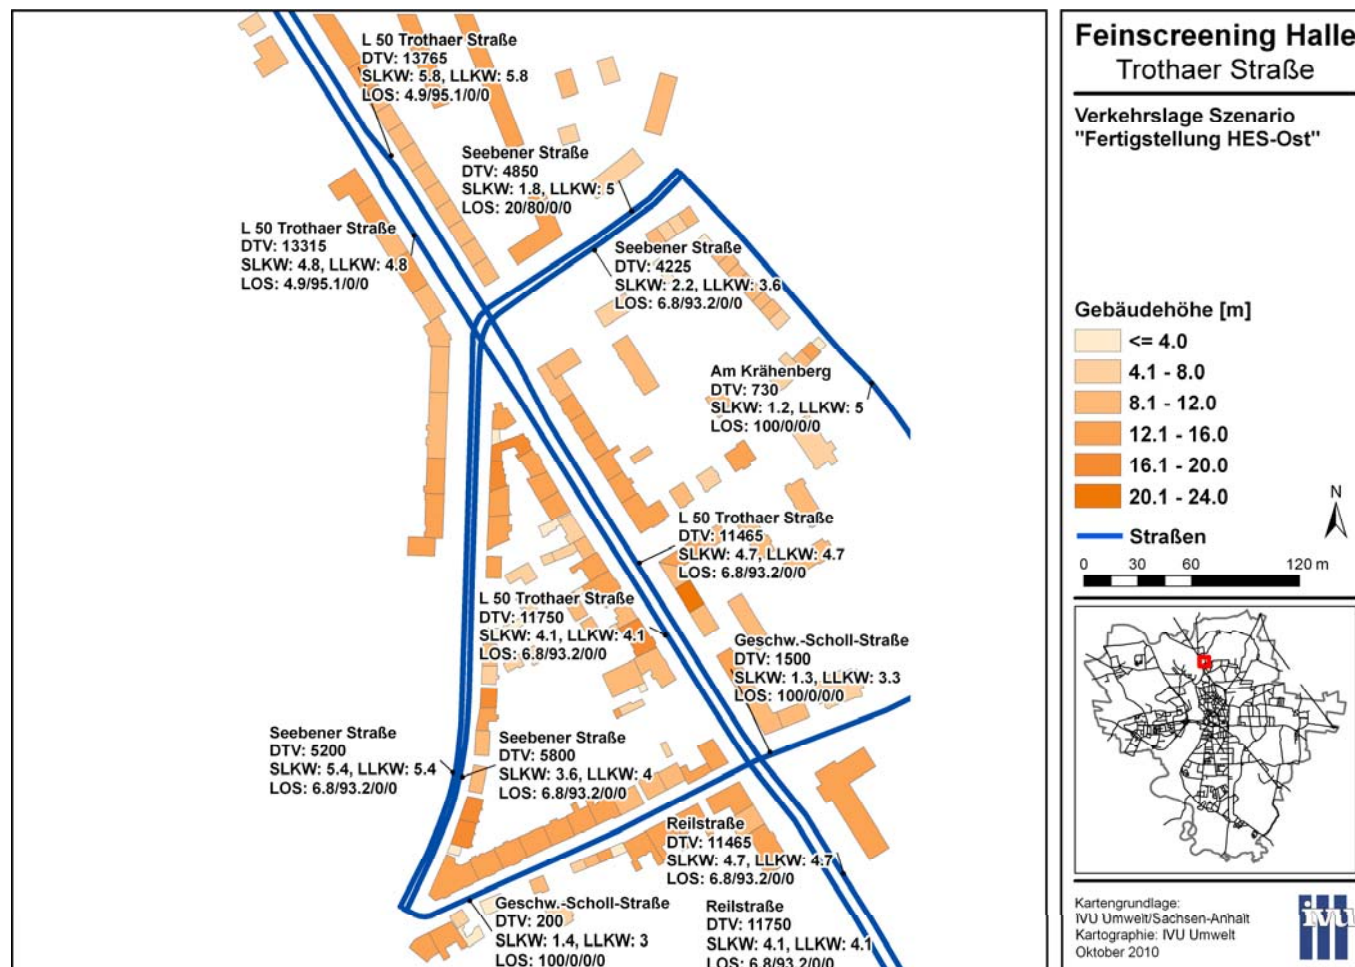 L 50 Trothaer Straße
DTV: 13765
SLKW: 5.8, LLKW: 5.8
LOS: 4.9/95.1/0/0
Seebener Straße
DTV: 4850
SLKW: 1.8, LLKW: 5
LOS: 20/80/0/0
L 50 Trothaer Straße
DTV: 13315
SLKW: 4.8, LLKW: 4.8
LOS: 4.9/95.1/0/0
Seebener Straße
DTV: 4225
SLKW: 2.2, LLKW: 3.6
LOS: 6.8/93.2/0/0
Am Krähenberg
DTV: 730
SLKW: 1.2, LLKW: 5
LOS: 100/0/0/0
L 50 Trothaer Straße
DTV: 11465
SLKW: 4.7, LLKW: 4.7
LOS: 6.8/93.2/0/0
L 50 Trothaer Straße
DTV: 11750
SLKW: 4.1, LLKW: 4.1
LOS: 6.8/93.2/0/0
Geschw.-Scholl-Straße
DTV: 1500
SLKW: 1.3, LLKW: 3.3
LOS: 100/0/0/0
Seebener Straße
DTV: 5200
SLKW: 5.4, LLKW: 5.4
LOS: 6.8/93.2/0/0
Seebener Straße
DTV: 5800
SLKW: 3.6, LLKW: 4
LOS: 6.8/93.2/0/0
Reilstraße
DTV: 11465
SLKW: 4.7, LLKW: 4.7
LOS: 6.8/93.2/0/0
Geschw.-Scholl-Straße
DTV: 200
SLKW: 1.4, LLKW: 3
LOS: 100/0/0/0
Reilstraße
DTV: 11750
SLKW: 4.1, LLKW: 4.1
LOS: 6.8/93.2/0/0
Feinscreening Halle
Trothaer Straße
Verkehrslage Szenario
"Fertigstellung HES-Ost"
Gebäudehöhe [m]
<= 4.0
4.1 - 8.0
8.1 - 12.0
12.1 - 16.0
16.1 - 20.0
20.1 - 24.0
Straßen
N
0 30 60 120 m
Kartengrundlage:
IVU Umwelt/Sachsen-Anhalt
Kartographie: IVU Umwelt
Oktober 2010
ivu